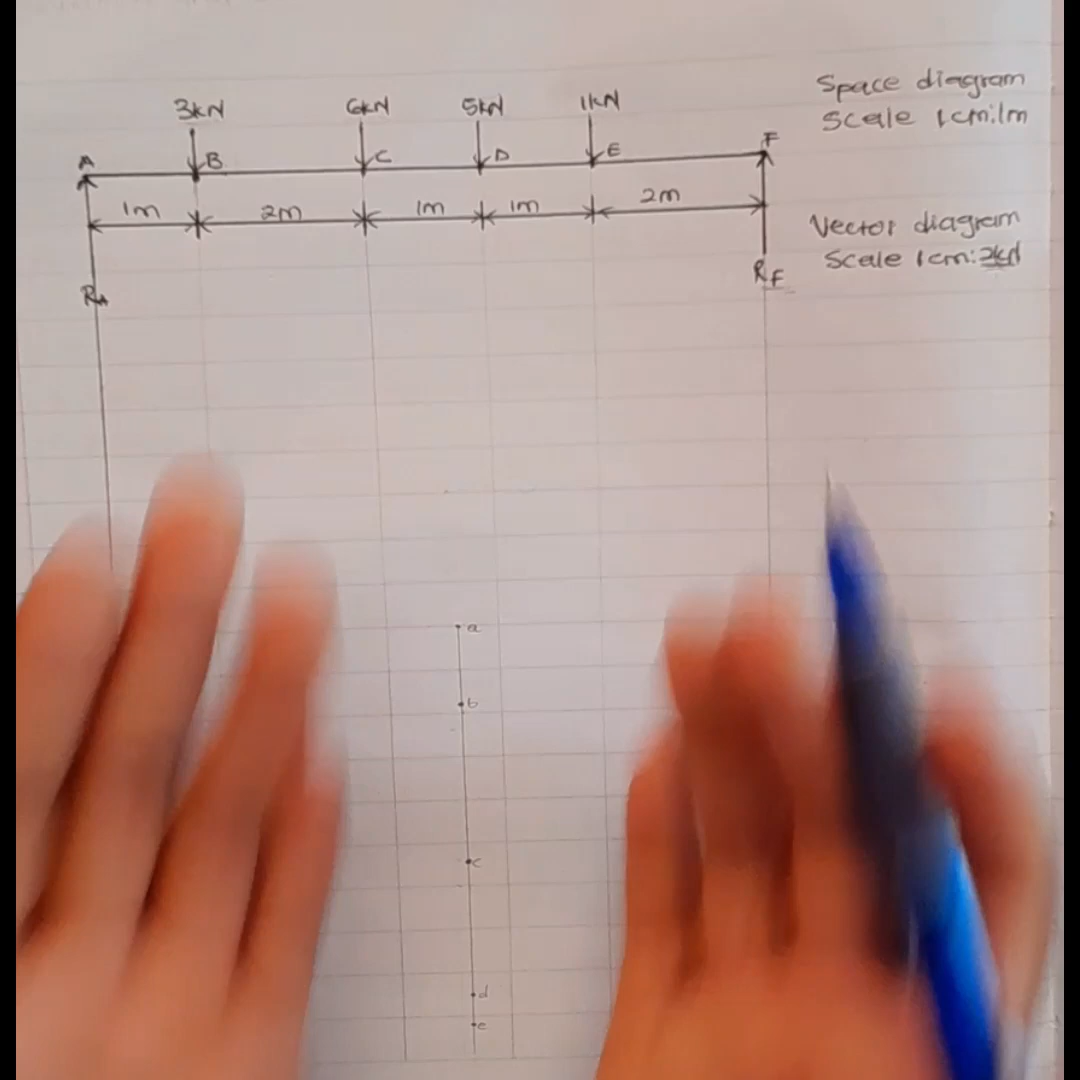 3kN 6kN 5kN 1kN
Space diagram
Scale 1cm:1m
A B C D E F
1m 2m 1m 1m 2m
Vector diagram
Scale 1cm:2kN
RA RF
a
b
c
d
e